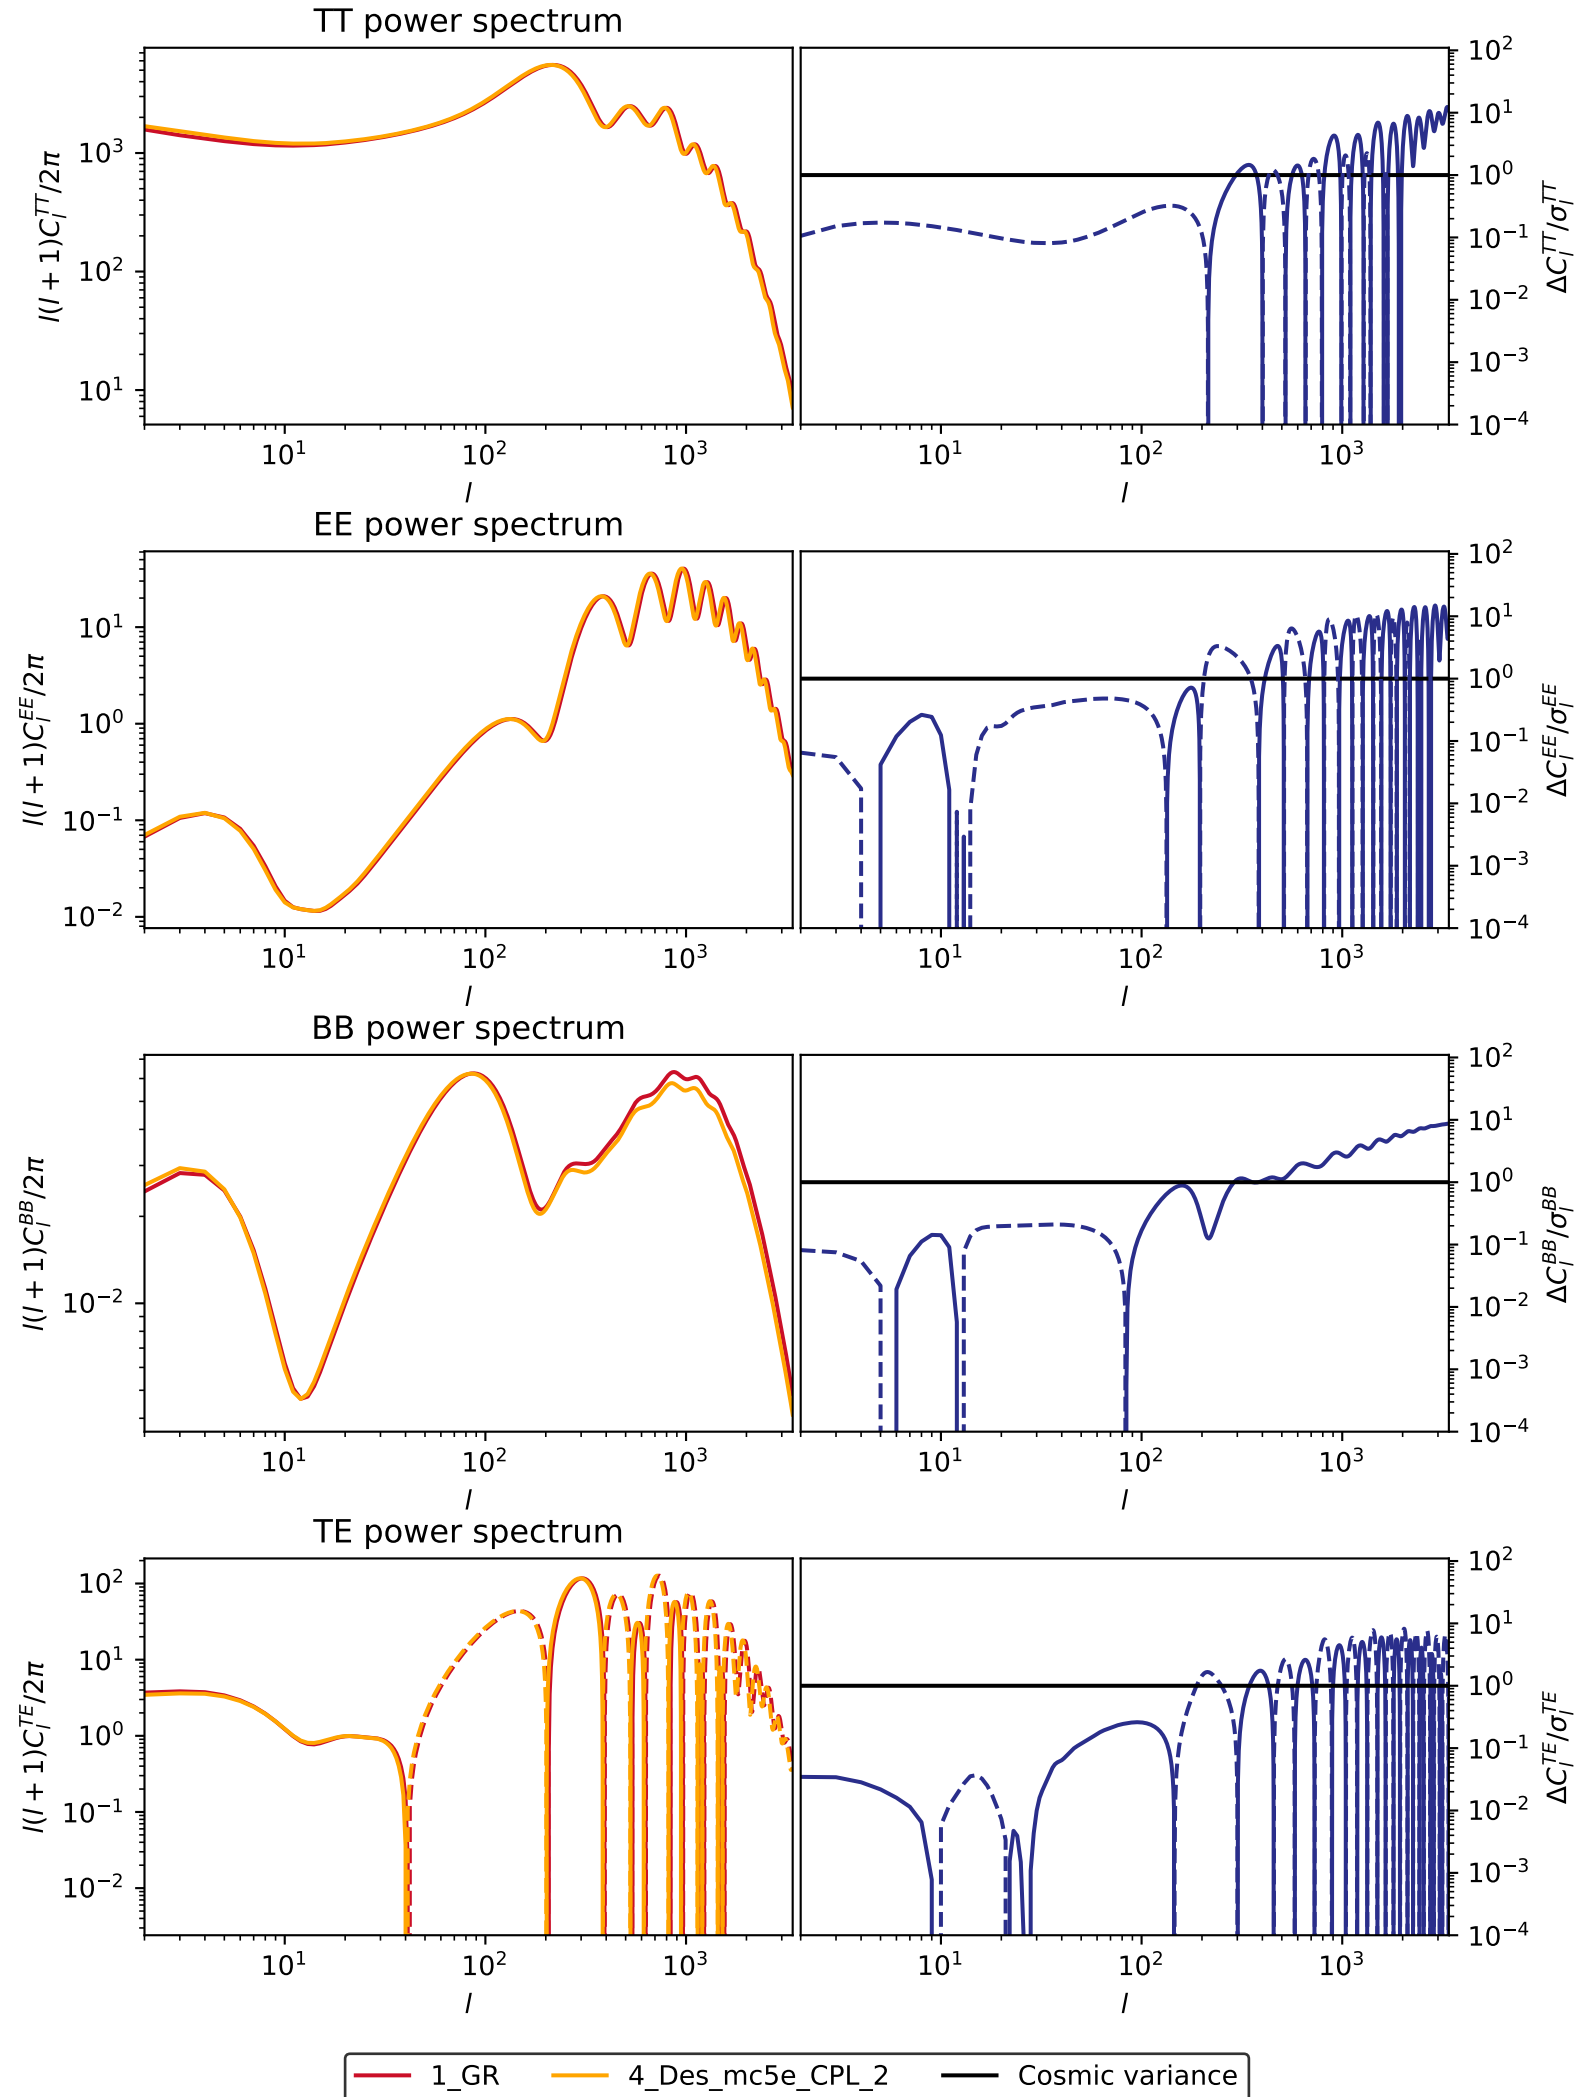 TT power spectrum
l(l + 1)C_l^{TT}/2π
10^3
10^2
10^1
10^1 10^2 10^3
l
10^2
10^1
10^0
10^{-1}
10^{-2}
10^{-3}
10^{-4}
ΔC_l^{TT}/σ_l^{TT}
10^1 10^2 10^3
l
EE power spectrum
l(l + 1)C_l^{EE}/2π
10^1
10^0
10^{-1}
10^{-2}
10^1 10^2 10^3
l
10^2
10^1
10^0
10^{-1}
10^{-2}
10^{-3}
10^{-4}
ΔC_l^{EE}/σ_l^{EE}
10^1 10^2 10^3
l
BB power spectrum
l(l + 1)C_l^{BB}/2π
10^{-2}
10^1 10^2 10^3
l
10^2
10^1
10^0
10^{-1}
10^{-2}
10^{-3}
10^{-4}
ΔC_l^{BB}/σ_l^{BB}
10^1 10^2 10^3
l
TE power spectrum
l(l + 1)C_l^{TE}/2π
10^2
10^1
10^0
10^{-1}
10^{-2}
10^1 10^2 10^3
l
10^2
10^1
10^0
10^{-1}
10^{-2}
10^{-3}
10^{-4}
ΔC_l^{TE}/σ_l^{TE}
10^1 10^2 10^3
l
1_GR 4_Des_mc5e_CPL_2 Cosmic variance